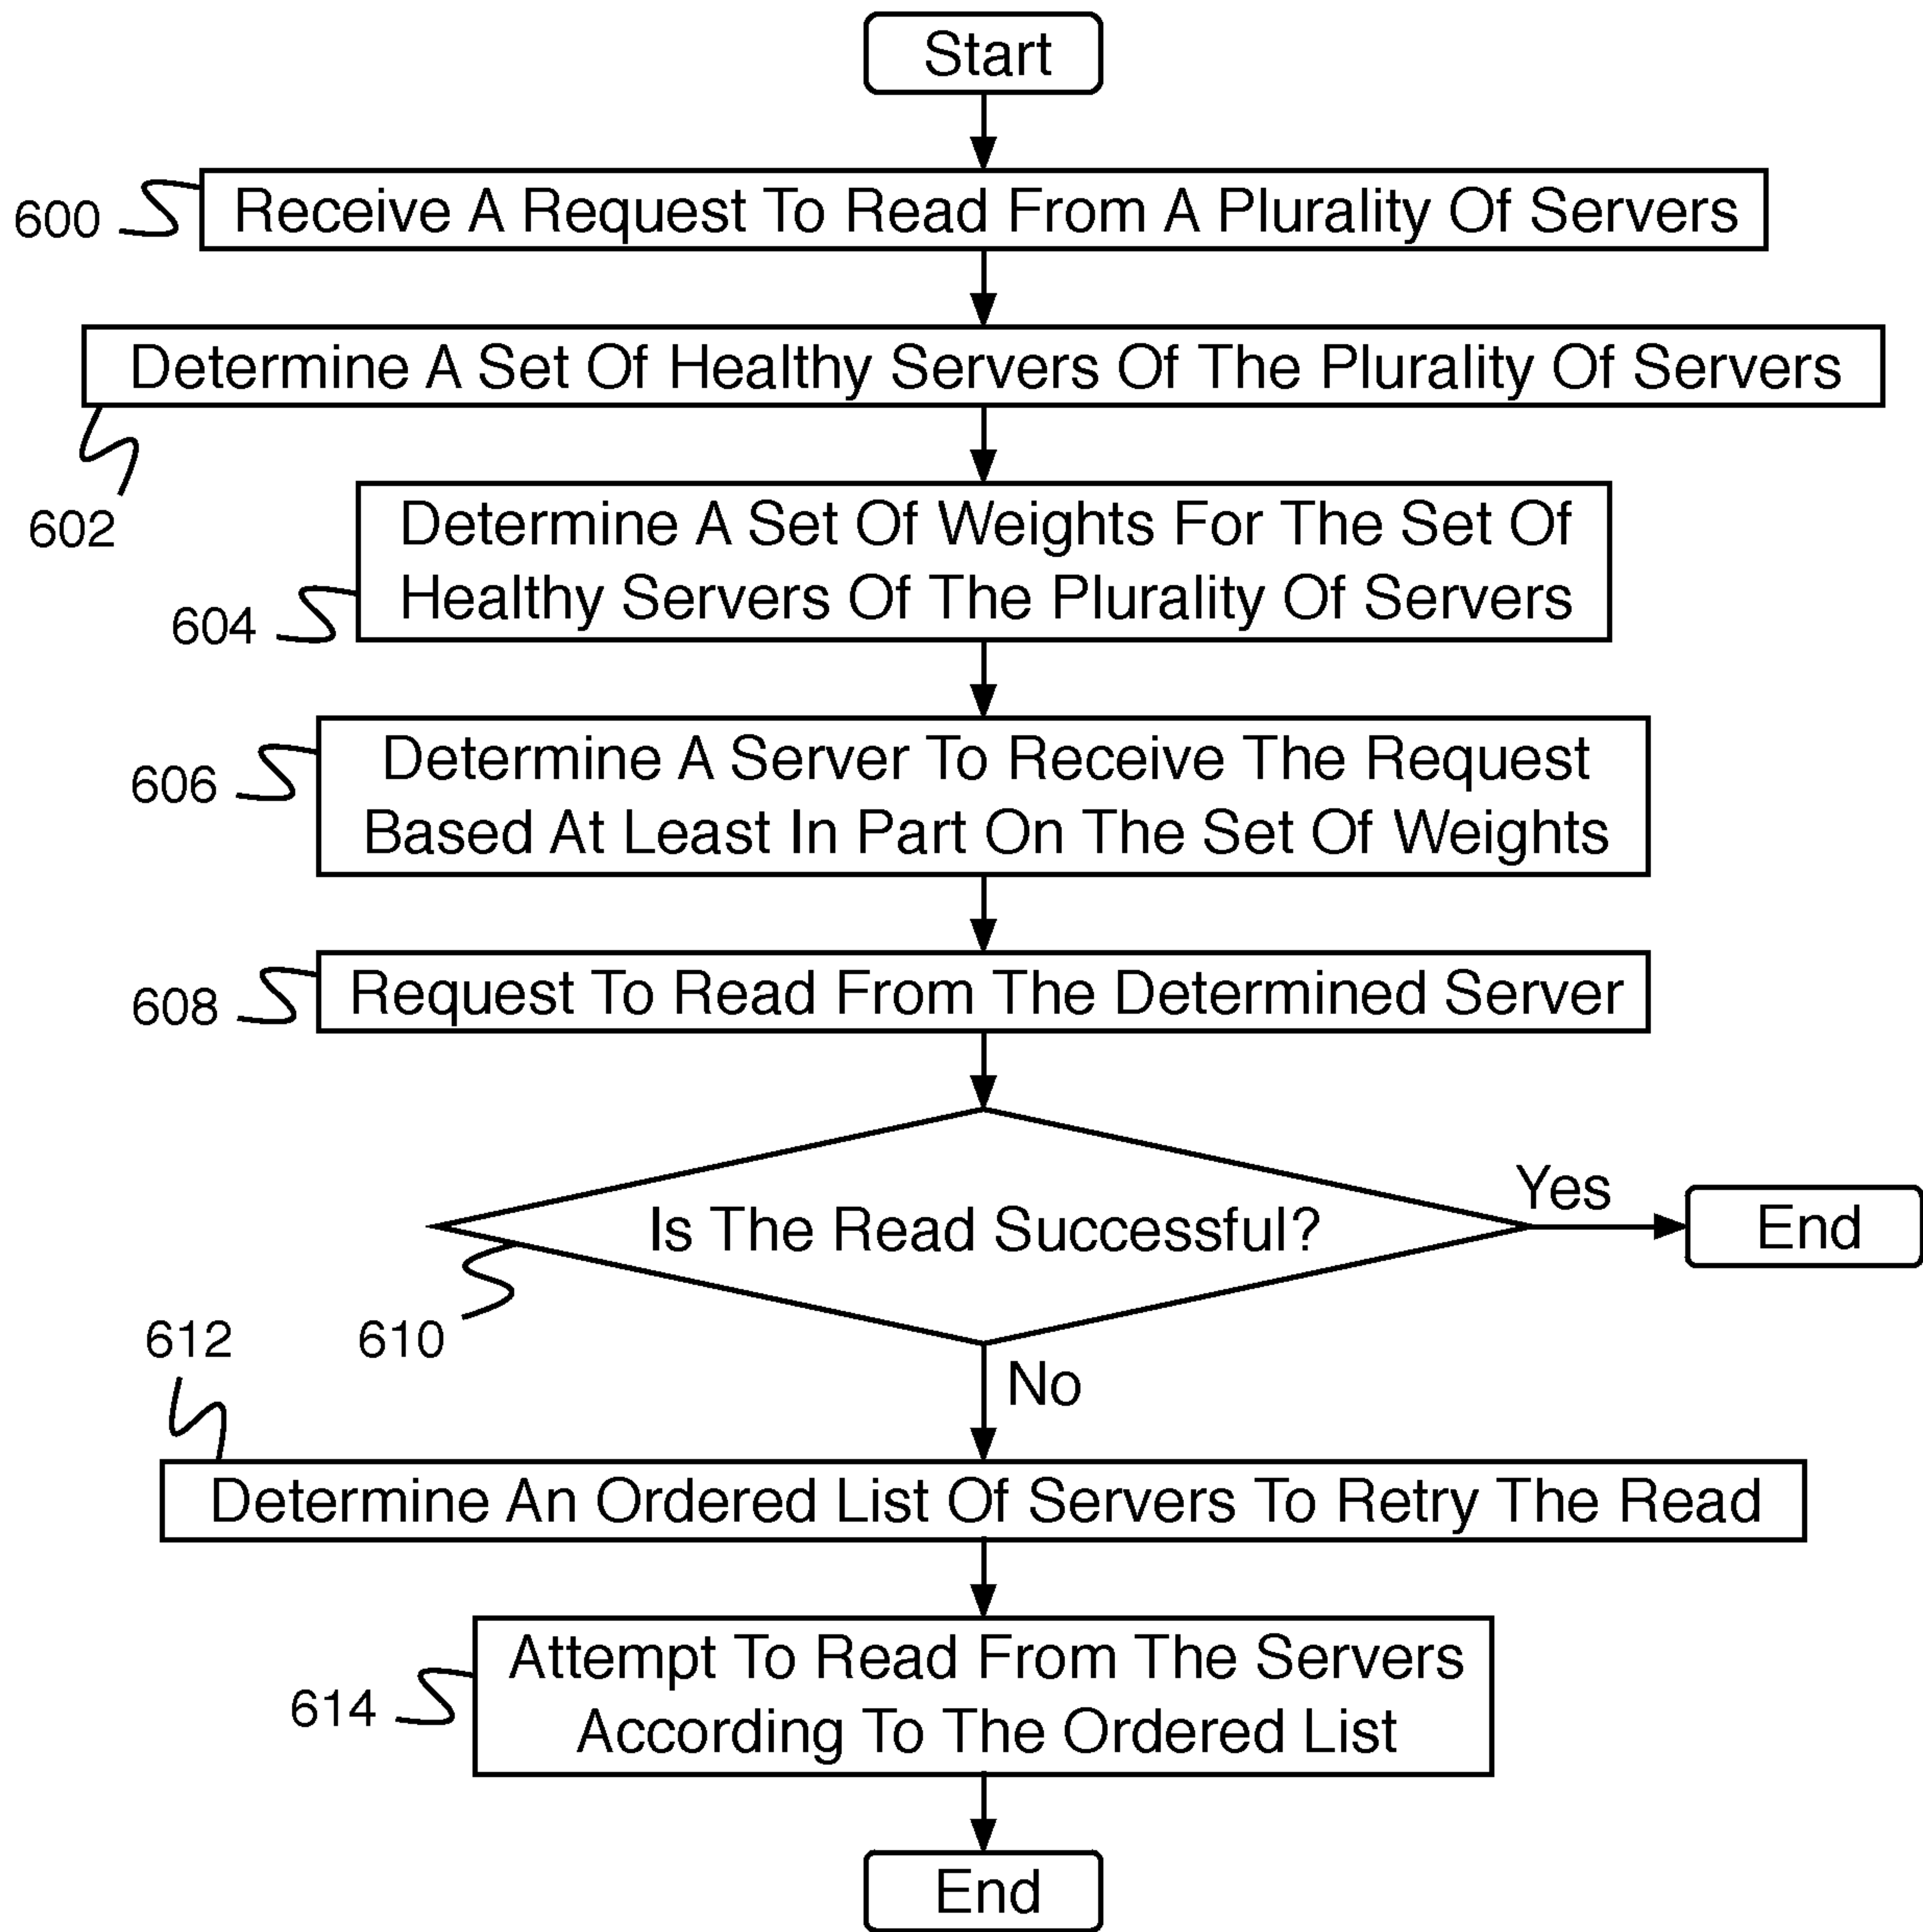 Start
600
Receive A Request To Read From A Plurality Of Servers
Determine A Set Of Healthy Servers Of The Plurality Of Servers
602
Determine A Set Of Weights For The Set Of
Healthy Servers Of The Plurality Of Servers
604
Determine A Server To Receive The Request
Based At Least In Part On The Set Of Weights
606
Request To Read From The Determined Server
608
Is The Read Successful?
Yes
End
610
No
612
Determine An Ordered List Of Servers To Retry The Read
Attempt To Read From The Servers
According To The Ordered List
614
End